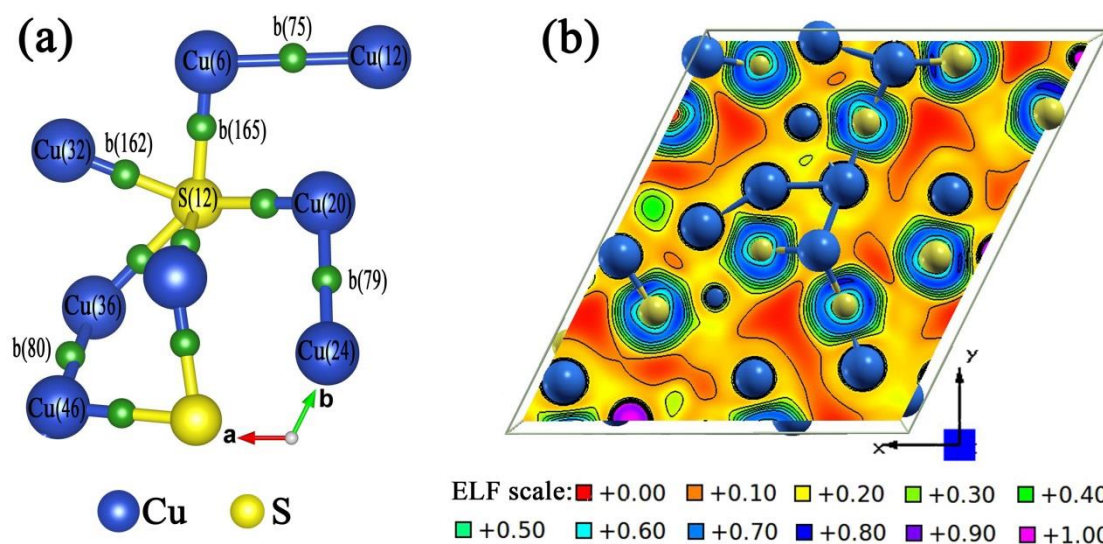 (a)
b(75)
Cu(6)
Cu(12)
b(165)
Cu(32)
b(162)
S(12)
Cu(20)
Cu(36)
b(79)
b(80)
Cu(24)
Cu(46)
a
b
Cu
S
(b)
Y
X
ELF scale: +0.00 +0.10 +0.20 +0.30 +0.40
+0.50 +0.60 +0.70 +0.80 +0.90 +1.00